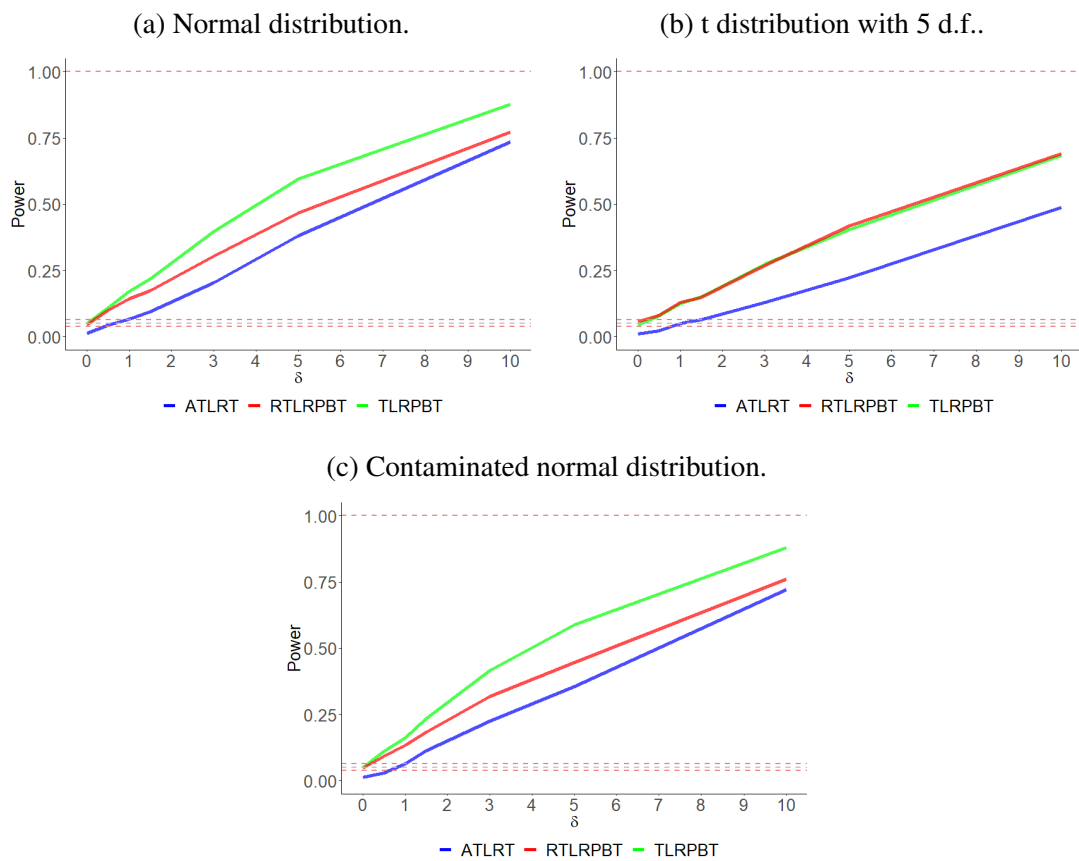 (a) Normal distribution.
(b) t distribution with 5 d.f..
1.00
0.75
0.50
0.25
0.00
Power
0 1 2 3 4 5 6 7 8 9 10
δ
ATLRT RTLRPBT TLRPBT
1.00
0.75
0.50
0.25
0.00
Power
0 1 2 3 4 5 6 7 8 9 10
δ
ATLRT RTLRPBT TLRPBT
(c) Contaminated normal distribution.
1.00
0.75
0.50
0.25
0.00
Power
0 1 2 3 4 5 6 7 8 9 10
δ
ATLRT RTLRPBT TLRPBT